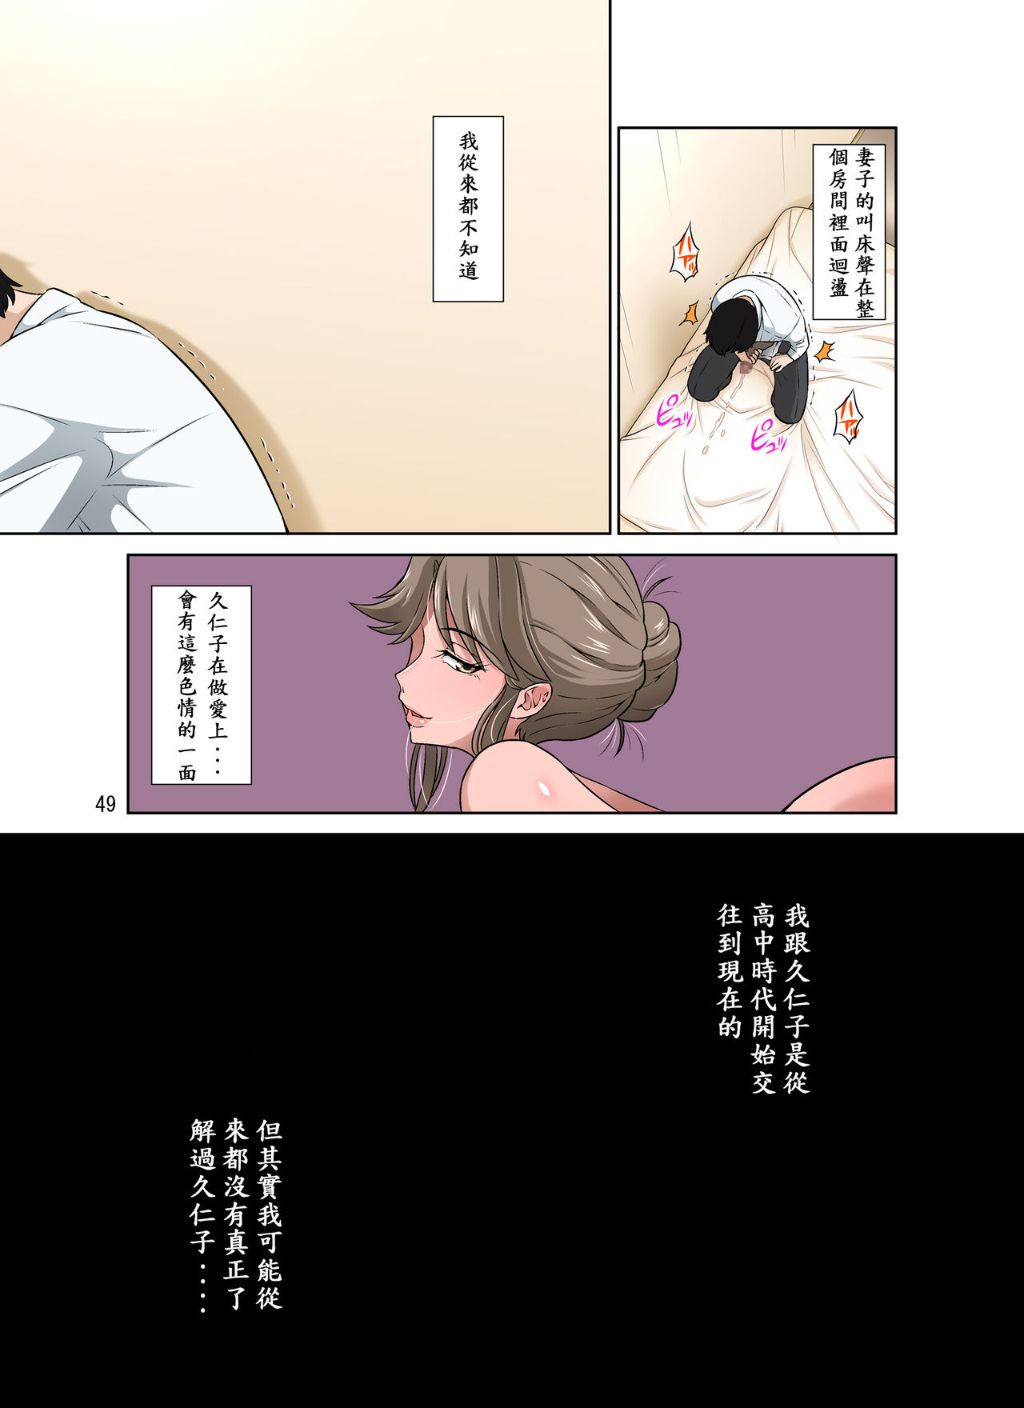 妻子的叫床聲在整
個房間裡面迴盪
ハァッ
ピュッ
ピュッ
ハァッ
我從來都不知道
久仁子在做愛上···
會有這麼色情的一面
49
我跟久仁子是從
高中時代開始交
往到現在的
但其實我可能從
來都沒有真正了
解過久仁子····